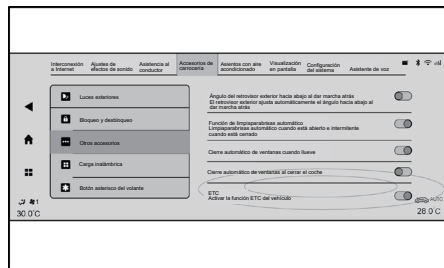 Interconexión a Internet
Ajustes de efectos de sonido
Asistencia al conductor
Accesorios de carrocería
Asientos con aire acondicionado
Visualización en pantalla
Configuración del sistema
Asistente de voz
Luces exteriores
Bloqueo y desbloqueo
Otros accesorios
Carga inalámbrica
Botón asterisco del volante
Ángulo del retrovisor exterior hacia abajo al dar marcha atrás
El retrovisor exterior ajusta automáticamente el ángulo hacia abajo al
dar marcha atrás
Función de limpiaparabrisas automático
Limpiaparabrisas automático cuando está abierto e intermitente
cuando está cerrado
Cierre automático de ventanas cuando llueve
Cierre automático de ventanas al cerrar el coche
ETC
Activar la función ETC del vehículo
1
30.0°C
AUTO
28.0°C